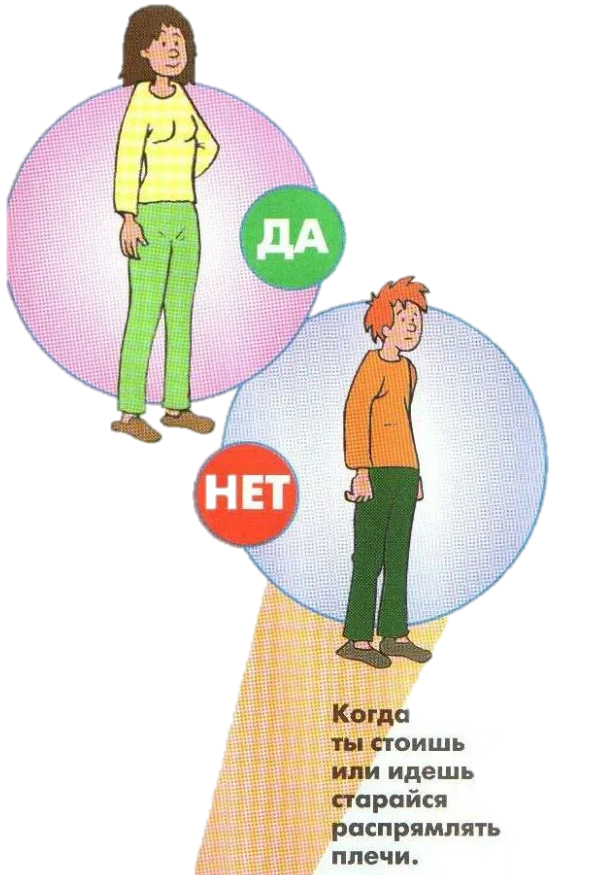 ДА
НЕТ
Когда
ты стоишь
или идешь
старайся
распрямлять
плечи.